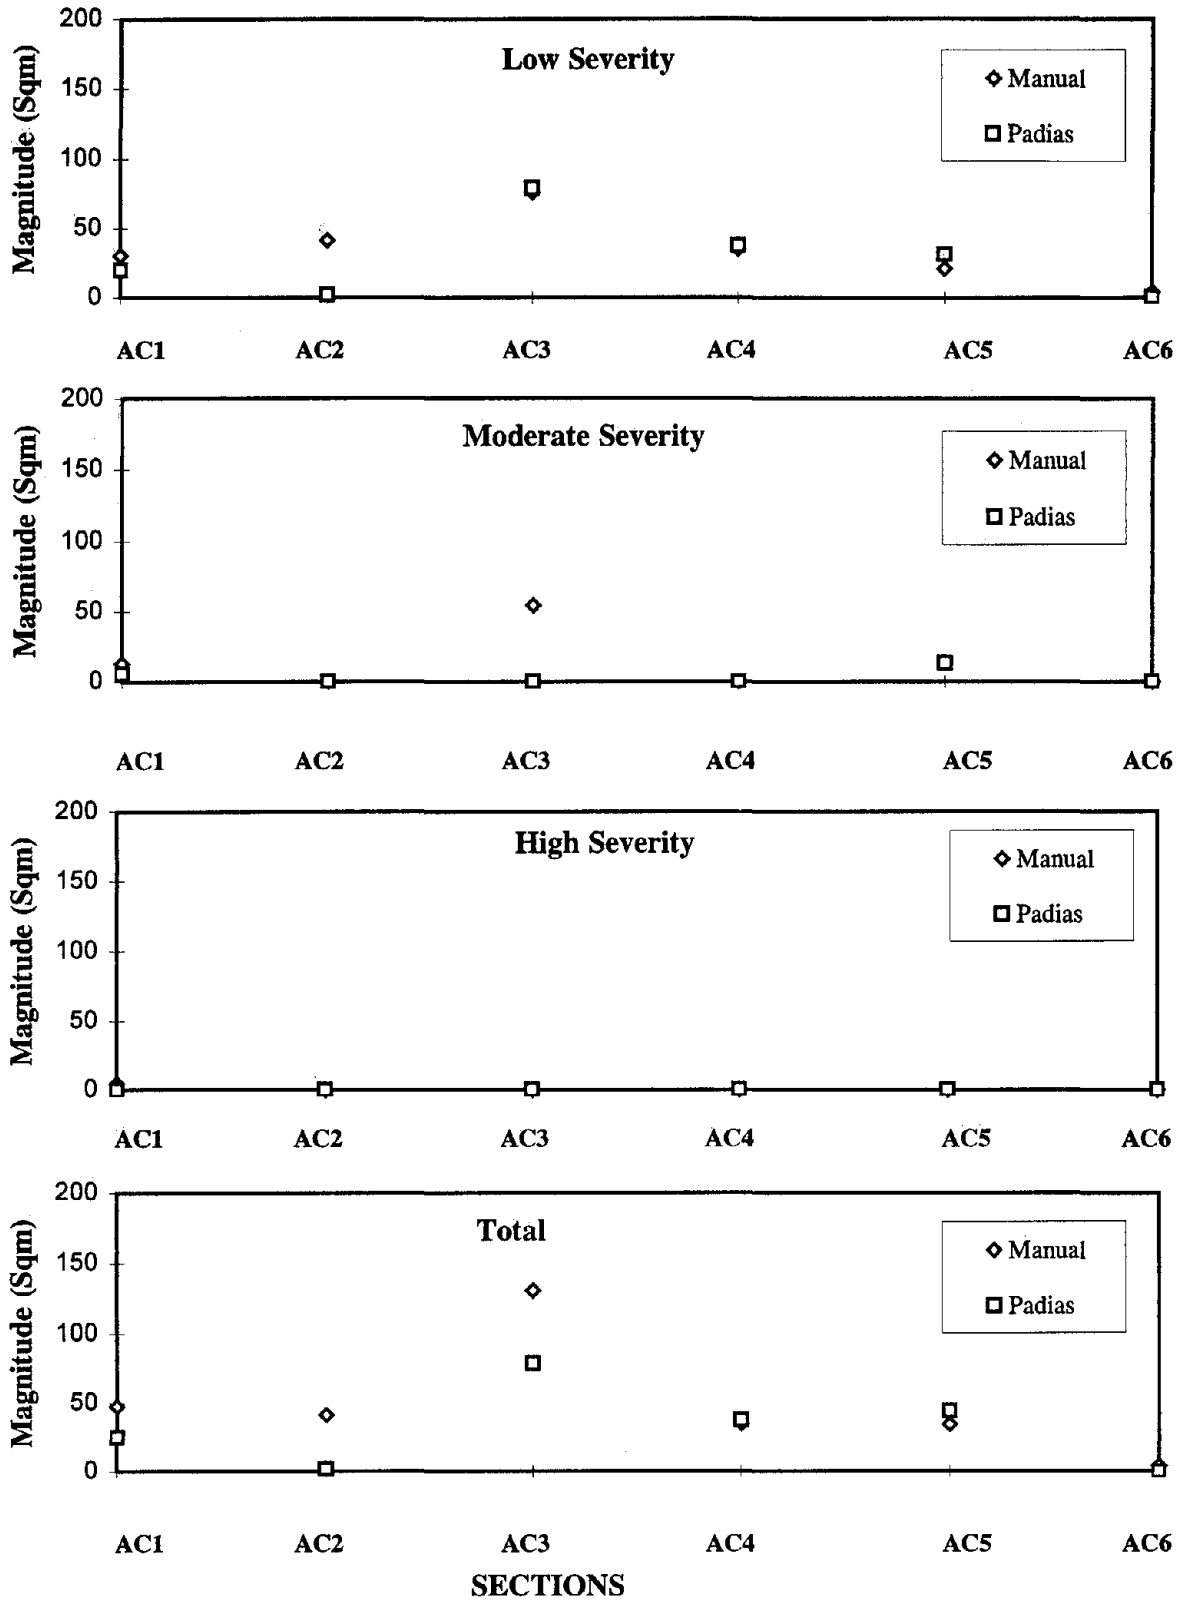 Low Severity
Magnitude (Sqm)
200
150
100
50
0
Manual
Padias
AC1 AC2 AC3 AC4 AC5 AC6
Moderate Severity
Magnitude (Sqm)
200
150
100
50
0
Manual
Padias
AC1 AC2 AC3 AC4 AC5 AC6
High Severity
Magnitude (Sqm)
200
150
100
50
0
Manual
Padias
AC1 AC2 AC3 AC4 AC5 AC6
Total
Magnitude (Sqm)
200
150
100
50
0
Manual
Padias
AC1 AC2 AC3 AC4 AC5 AC6
SECTIONS